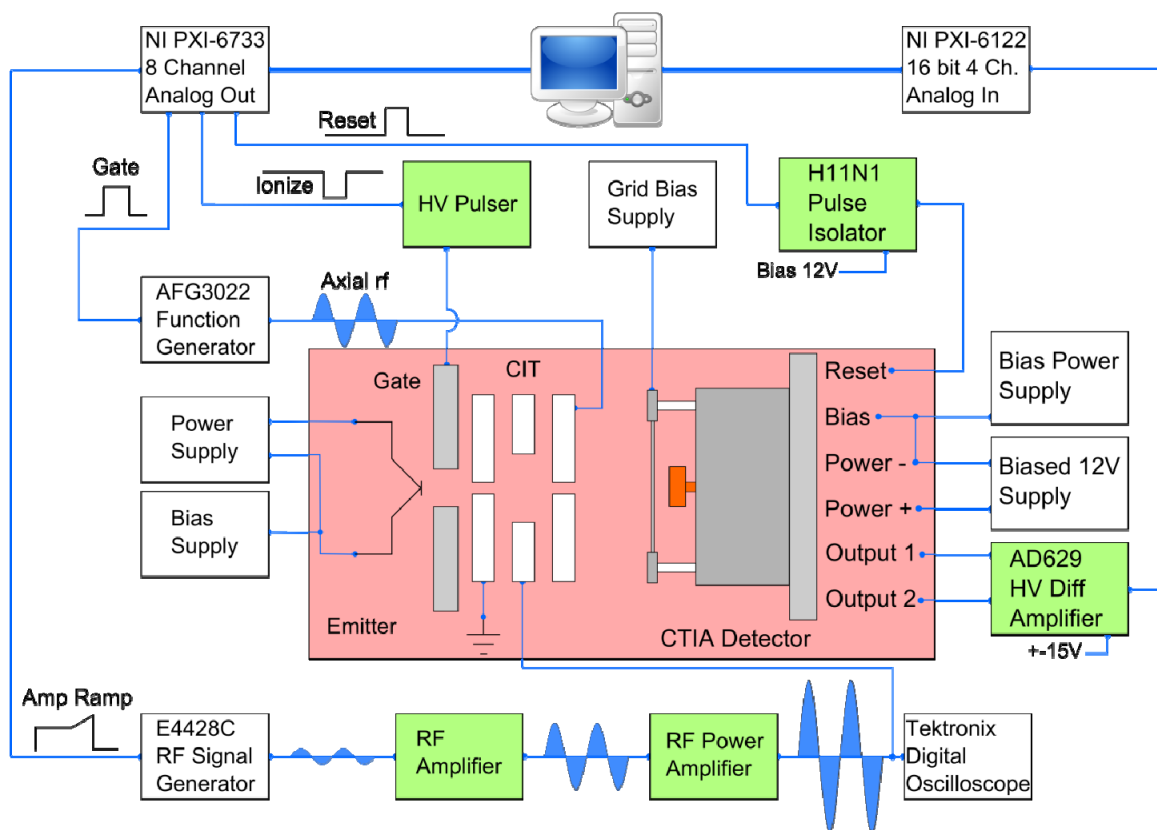 NI PXI-6733
8 Channel
Analog Out
NI PXI-6122
16 bit 4 Ch.
Analog In
Reset
Gate
Ionize
HV Pulser
Grid Bias
Supply
H11N1
Pulse
Isolator
Bias 12V
AFG3022
Function
Generator
Axial rf
Gate
CIT
Reset
Bias
Power -
Power +
Output 1
Output 2
Bias Power
Supply
Power
Supply
Biased 12V
Supply
Bias
Supply
AD629
HV Diff
Amplifier
+-15V
Emitter
CTIA Detector
Amp Ramp
E4428C
RF Signal
Generator
RF
Amplifier
RF Power
Amplifier
Tektronix
Digital
Oscilloscope